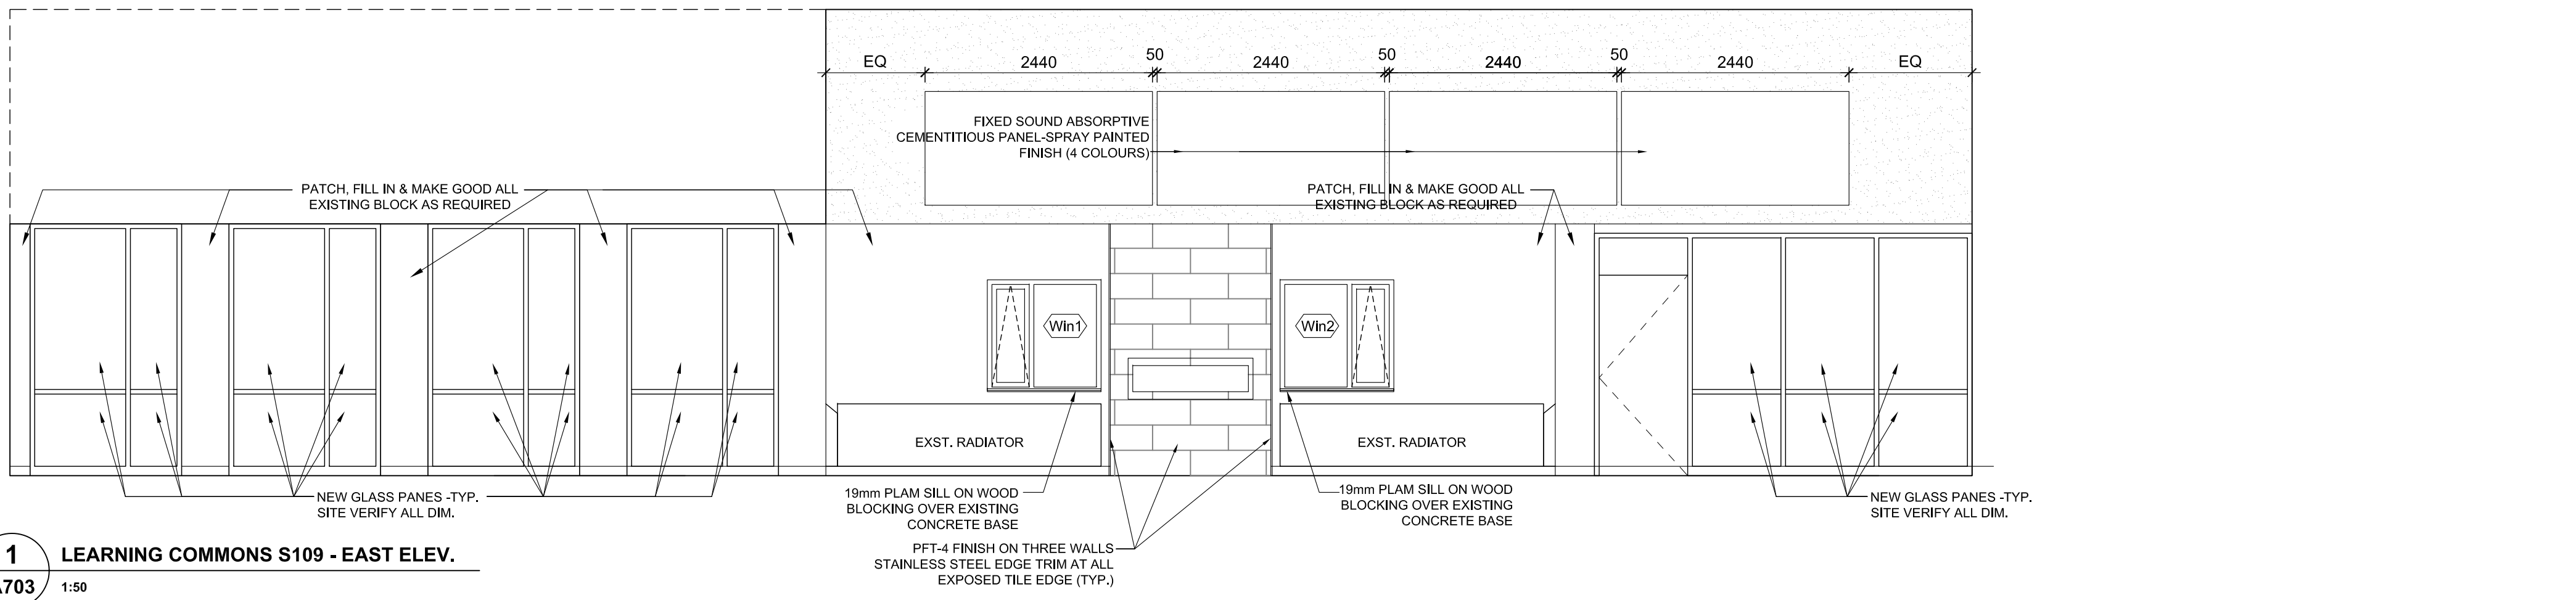 EQ 2440 50 2440 50 2440 50 2440 EQ
FIXED SOUND ABSORPTIVE
CEMENTITIOUS PANEL-SPRAY PAINTED
FINISH (4 COLOURS)
PATCH, FILL IN & MAKE GOOD ALL
EXISTING BLOCK AS REQUIRED
PATCH, FILL IN & MAKE GOOD ALL
EXISTING BLOCK AS REQUIRED
Win1
Win2
EXST. RADIATOR
EXST. RADIATOR
NEW GLASS PANES -TYP.
SITE VERIFY ALL DIM.
19mm PLAM SILL ON WOOD
BLOCKING OVER EXISTING
CONCRETE BASE
19mm PLAM SILL ON WOOD
BLOCKING OVER EXISTING
CONCRETE BASE
NEW GLASS PANES -TYP.
SITE VERIFY ALL DIM.
PFT-4 FINISH ON THREE WALLS
STAINLESS STEEL EDGE TRIM AT ALL
EXPOSED TILE EDGE (TYP.)
1
LEARNING COMMONS S109 - EAST ELEV.
A703
1:50